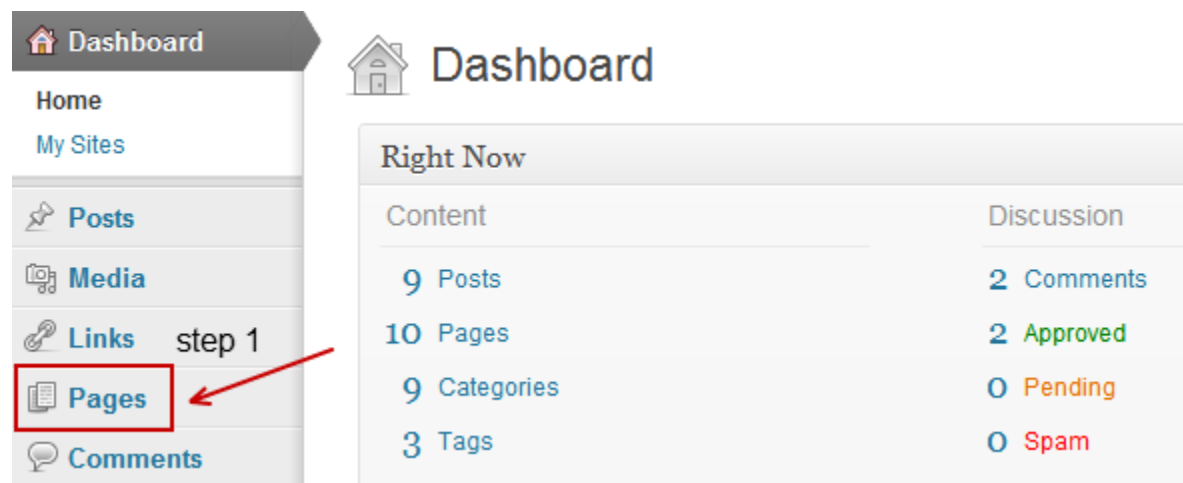 Dashboard
Home
My Sites
Posts
Media
Links
step 1
Pages
Comments
Dashboard
Right Now
Content
9 Posts
10 Pages
9 Categories
3 Tags
Discussion
2 Comments
2 Approved
0 Pending
0 Spam